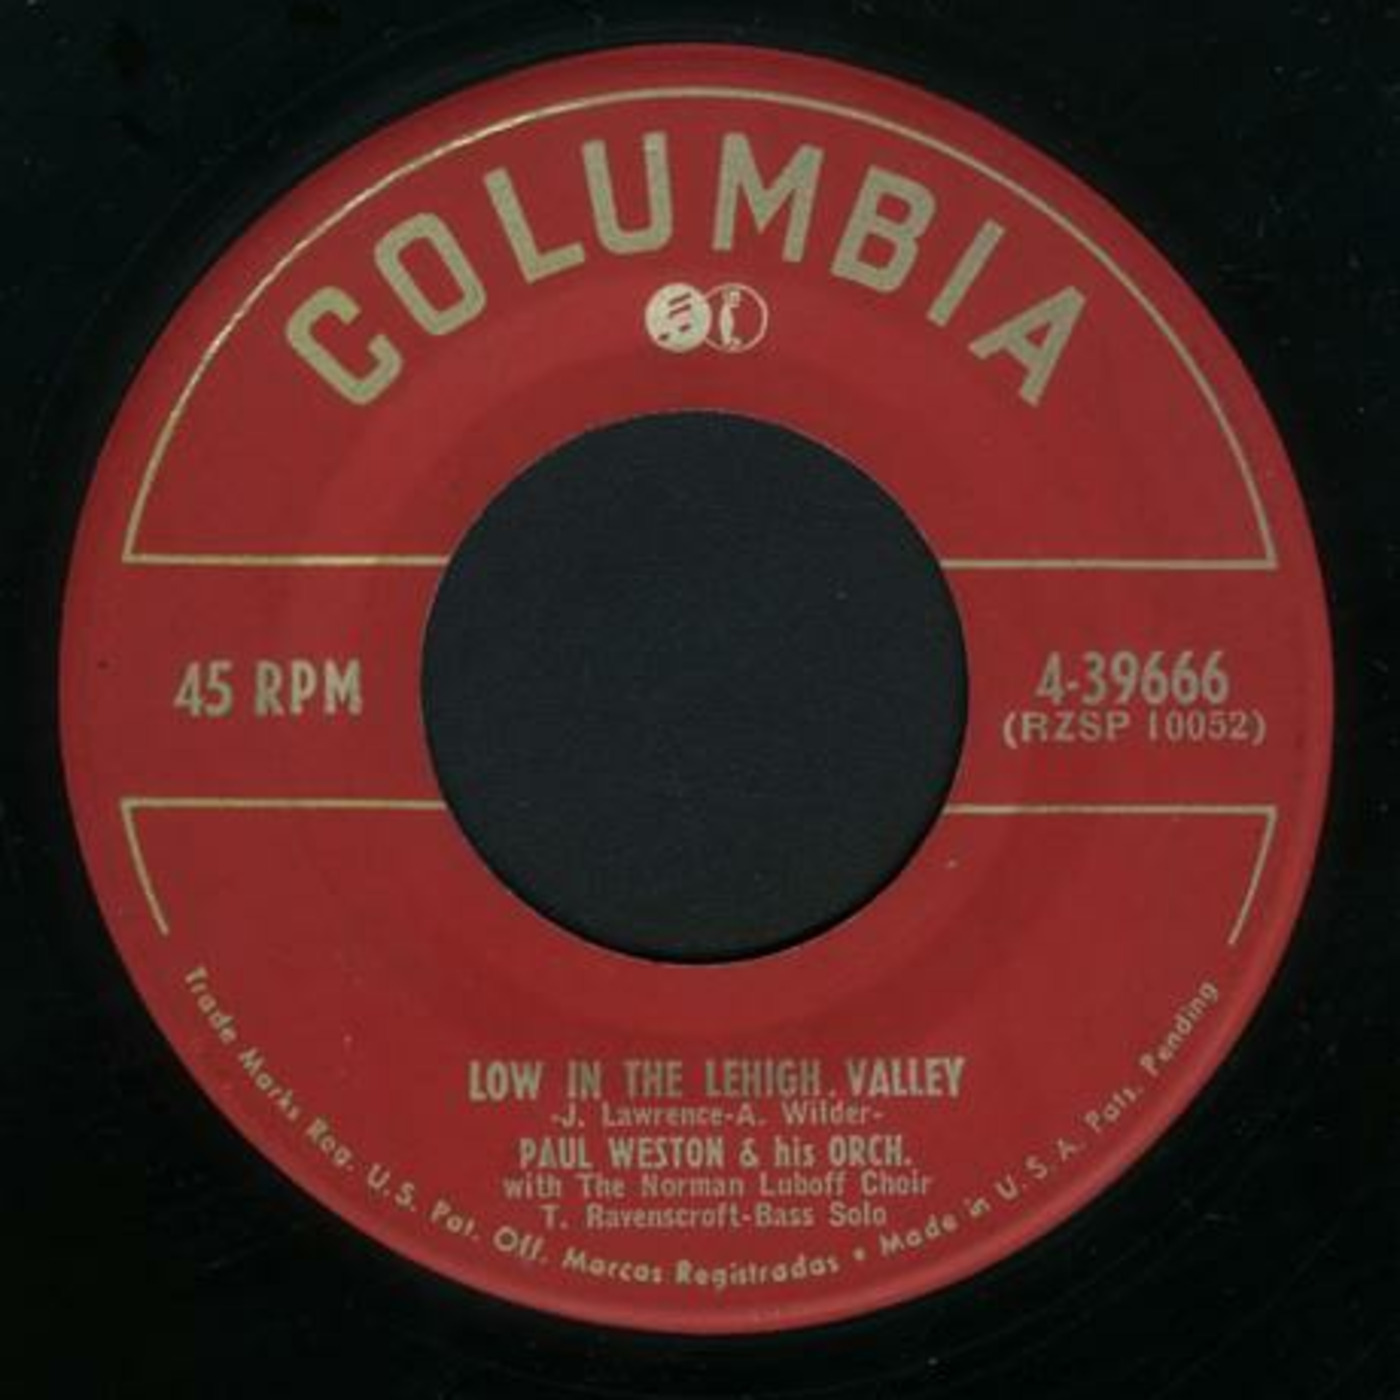 COLUMBIA
45 RPM
4-39666
(RZSP 10052)
LOW IN THE LEHIGH VALLEY
-J. Lawrence-A. Wilder-
PAUL WESTON & his ORCH.
with The Norman Luboff Choir
T. Ravenscroft-Bass Solo
Trade Marks Reg. U.S. Pat. Off. Marcas Registradas • Made in U. S. A. Pats. Pending